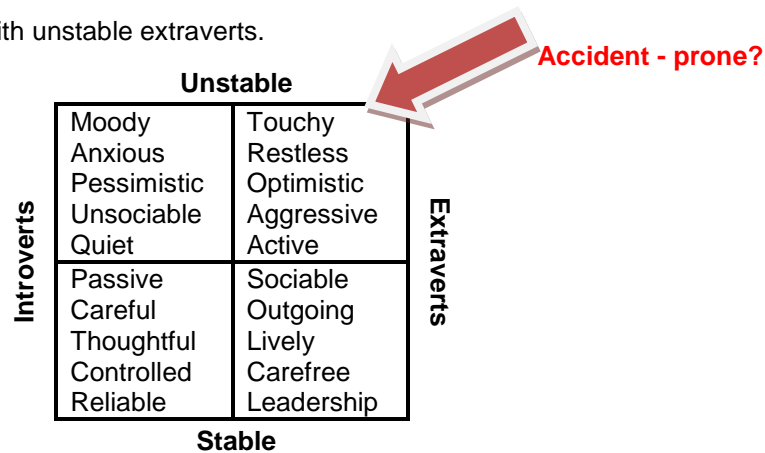 ith unstable extraverts.
Accident - prone?
Unstable
Moody Touchy
Anxious Restless
Pessimistic Optimistic
Unsociable Aggressive
Quiet Active
Introverts
Extraverts
Passive Sociable
Careful Outgoing
Thoughtful Lively
Controlled Carefree
Reliable Leadership
Stable